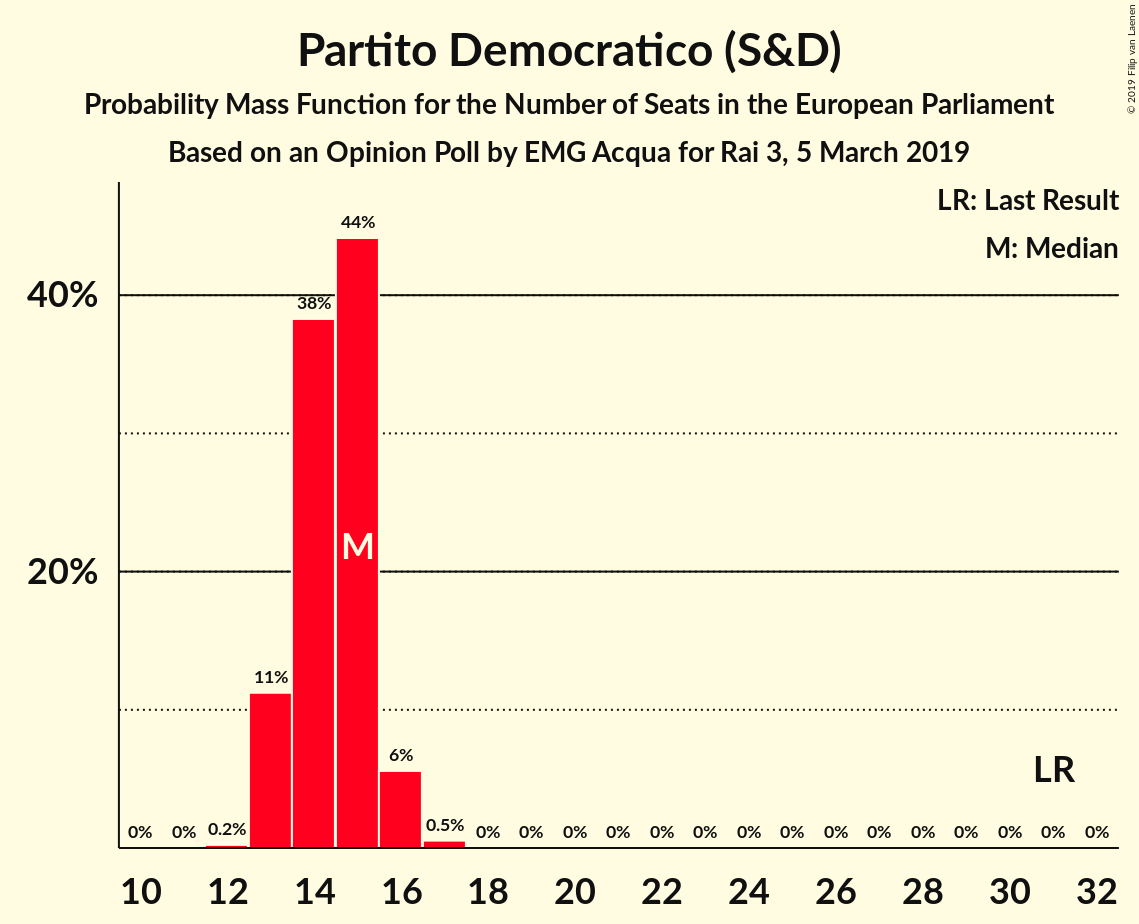 Partito Democratico (S&D)
Probability Mass Function for the Number of Seats in the European Parliament
Based on an Opinion Poll by EMG Acqua for Rai 3, 5 March 2019
© 2019 Filip van Laenen
LR: Last Result
M: Median
44%
40%
38%
M
20%
11%
6%
LR
0% 0% 0.2% 0.5% 0% 0% 0% 0% 0% 0% 0% 0% 0% 0% 0% 0% 0% 0% 0%
10 12 14 16 18 20 22 24 26 28 30 32